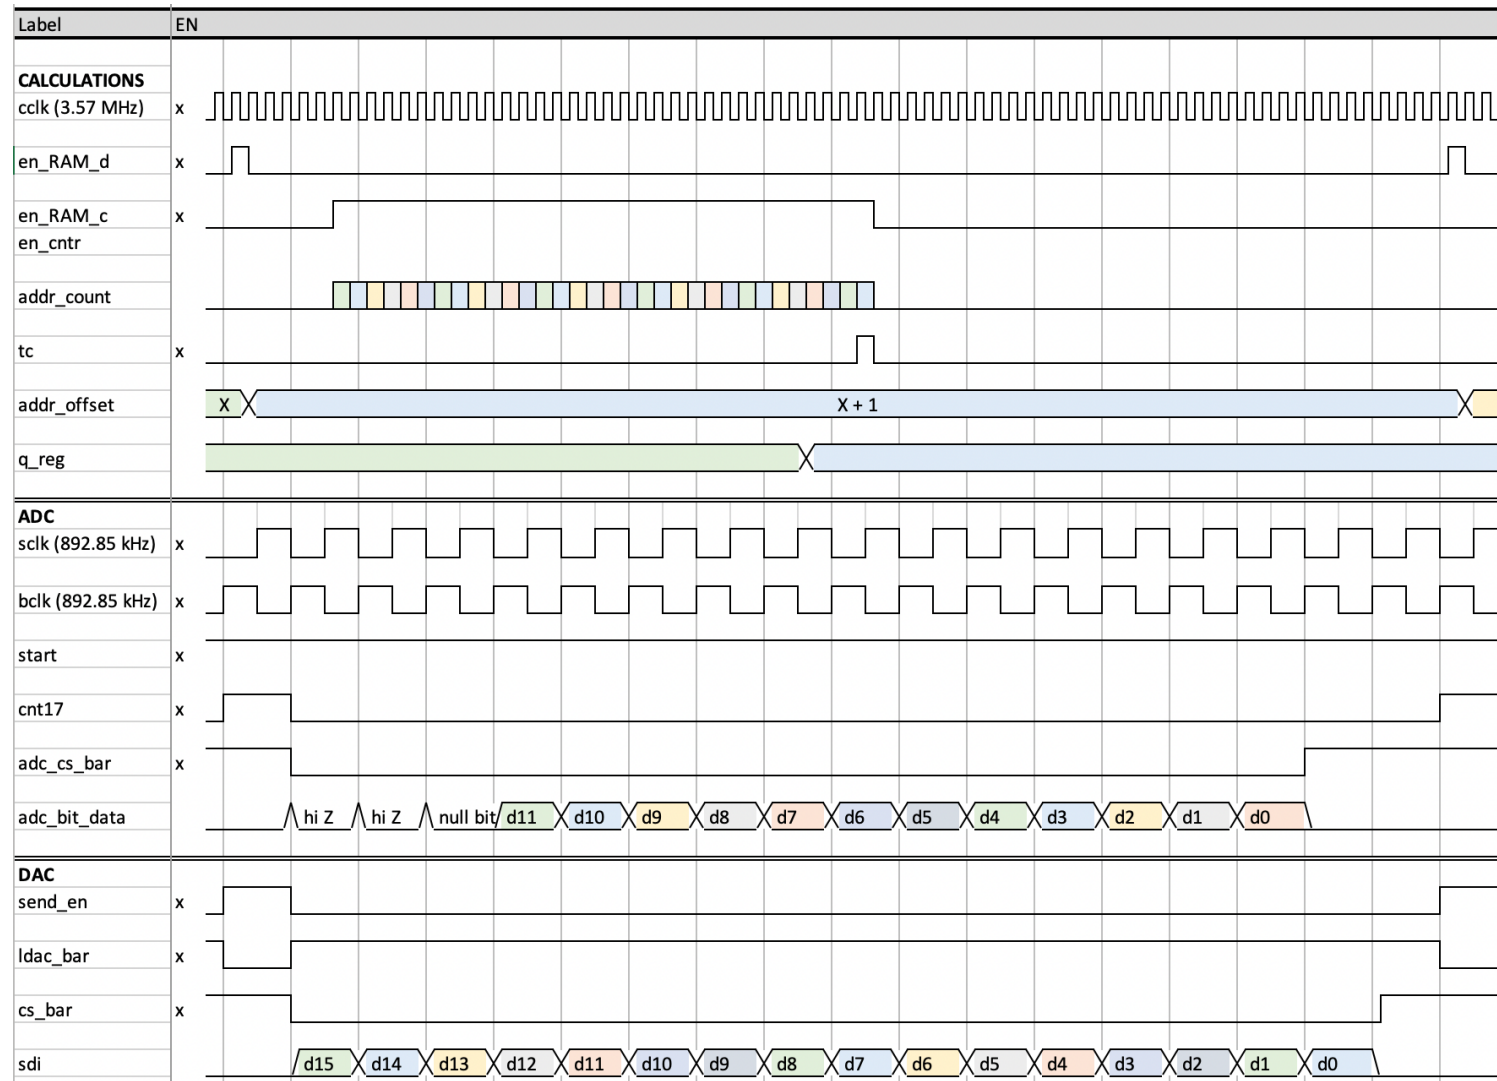 Label EN
CALCULATIONS
cclk (3.57 MHz) x
en_RAM_d x
en_RAM_c x
en_cntr
addr_count
tc x
addr_offset X X + 1
q_reg
ADC
sclk (892.85 kHz) x
bclk (892.85 kHz) x
start x
cnt17 x
adc_cs_bar x
adc_bit_data hi Z hi Z null bit d11 d10 d9 d8 d7 d6 d5 d4 d3 d2 d1 d0
DAC
send_en x
ldac_bar x
cs_bar x
sdi d15 d14 d13 d12 d11 d10 d9 d8 d7 d6 d5 d4 d3 d2 d1 d0